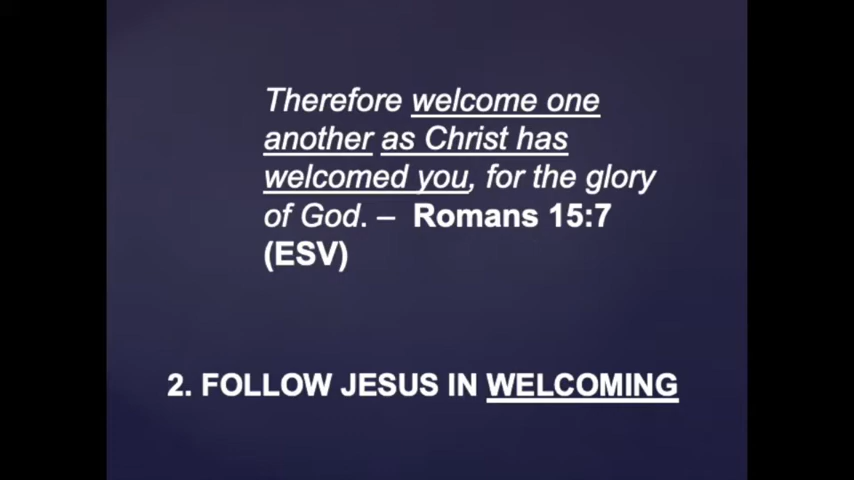 Therefore welcome one
another as Christ has
welcomed you, for the glory
of God. – Romans 15:7
(ESV)
2. FOLLOW JESUS IN WELCOMING